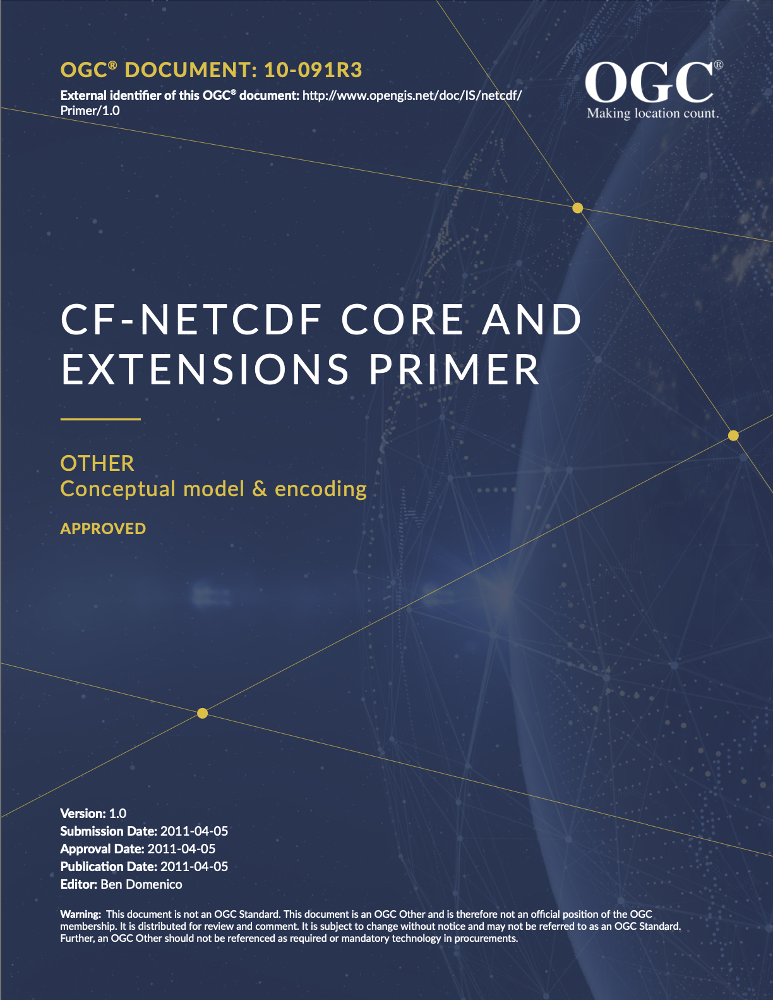 OGC® DOCUMENT: 10-091R3
External identifier of this OGC® document: http://www.opengis.net/doc/IS/netcdf/
Primer/1.0
OGC®
Making location count.
CF-NETCDF CORE AND
EXTENSIONS PRIMER
OTHER
Conceptual model & encoding
APPROVED
Version: 1.0
Submission Date: 2011-04-05
Approval Date: 2011-04-05
Publication Date: 2011-04-05
Editor: Ben Domenico
Warning: This document is not an OGC Standard. This document is an OGC Other and is therefore not an official position of the OGC
membership. It is distributed for review and comment. It is subject to change without notice and may not be referred to as an OGC Standard.
Further, an OGC Other should not be referenced as required or mandatory technology in procurements.